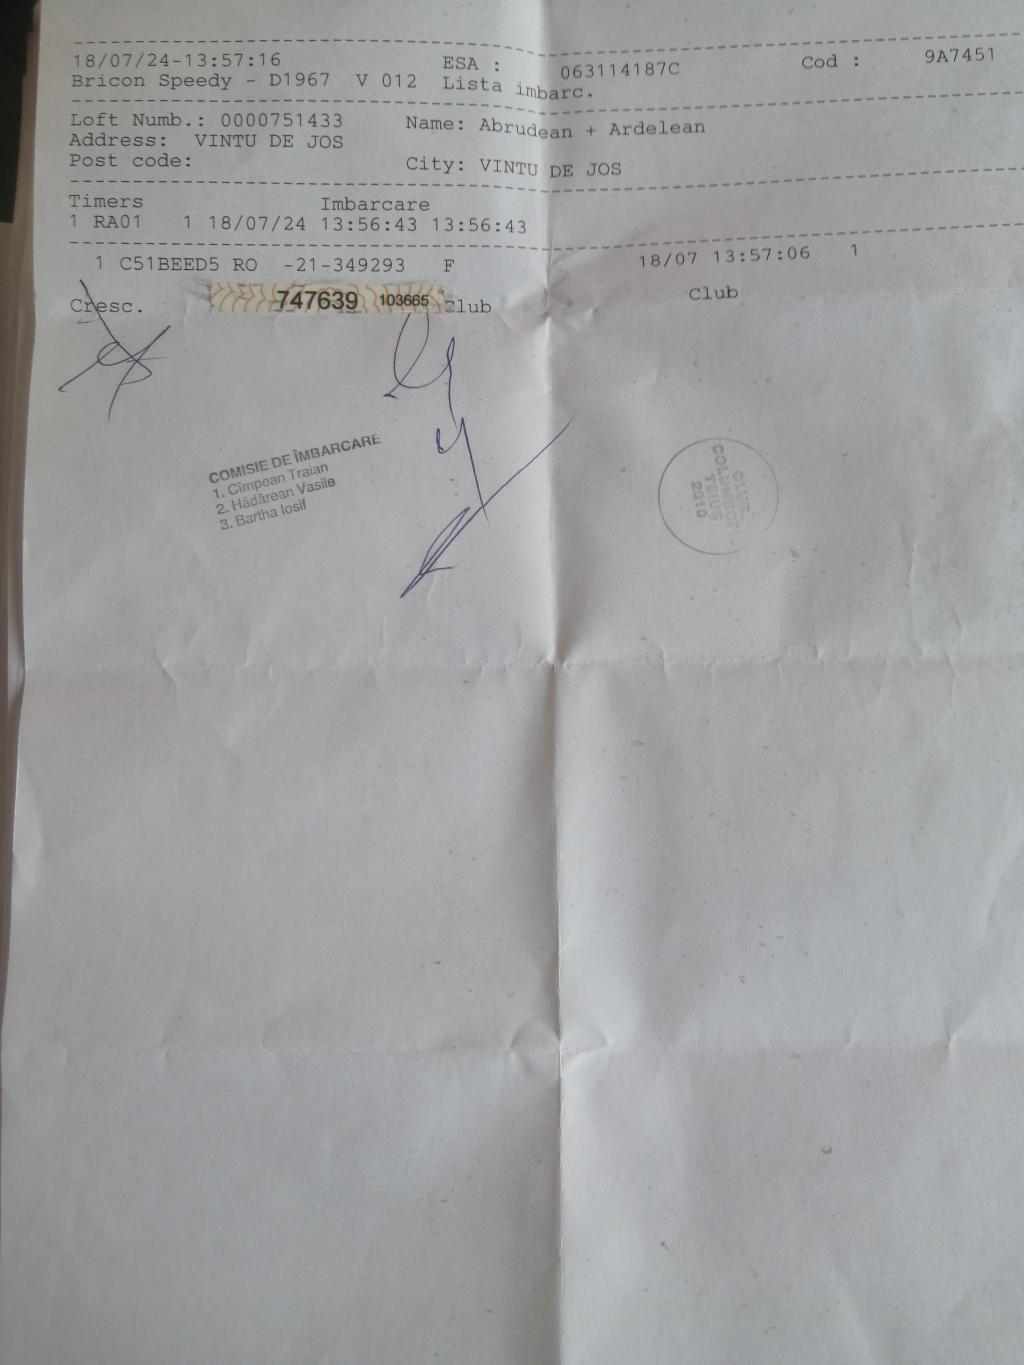 18/07/24-13:57:16 ESA : 063114187C Cod : 9A7451
Bricon Speedy - D1967 V 012 Lista imbarc.
Loft Numb.: 0000751433 Name: Abrudean + Ardelean
Address: VINTU DE JOS
Post code: City: VINTU DE JOS
Timers Imbarcare
1 RA01 1 18/07/24 13:56:43 13:56:43
1 C51BEED5 RO -21-349293 F 18/07 13:57:06 1
Cresc. 747639 103665 Club Club
COMISIE DE ÎMBARCARE
1. Cîmpean Traian
2. Hădărean Vasile
3. Bartha Iosif
CLUB
TEIUȘ
2010